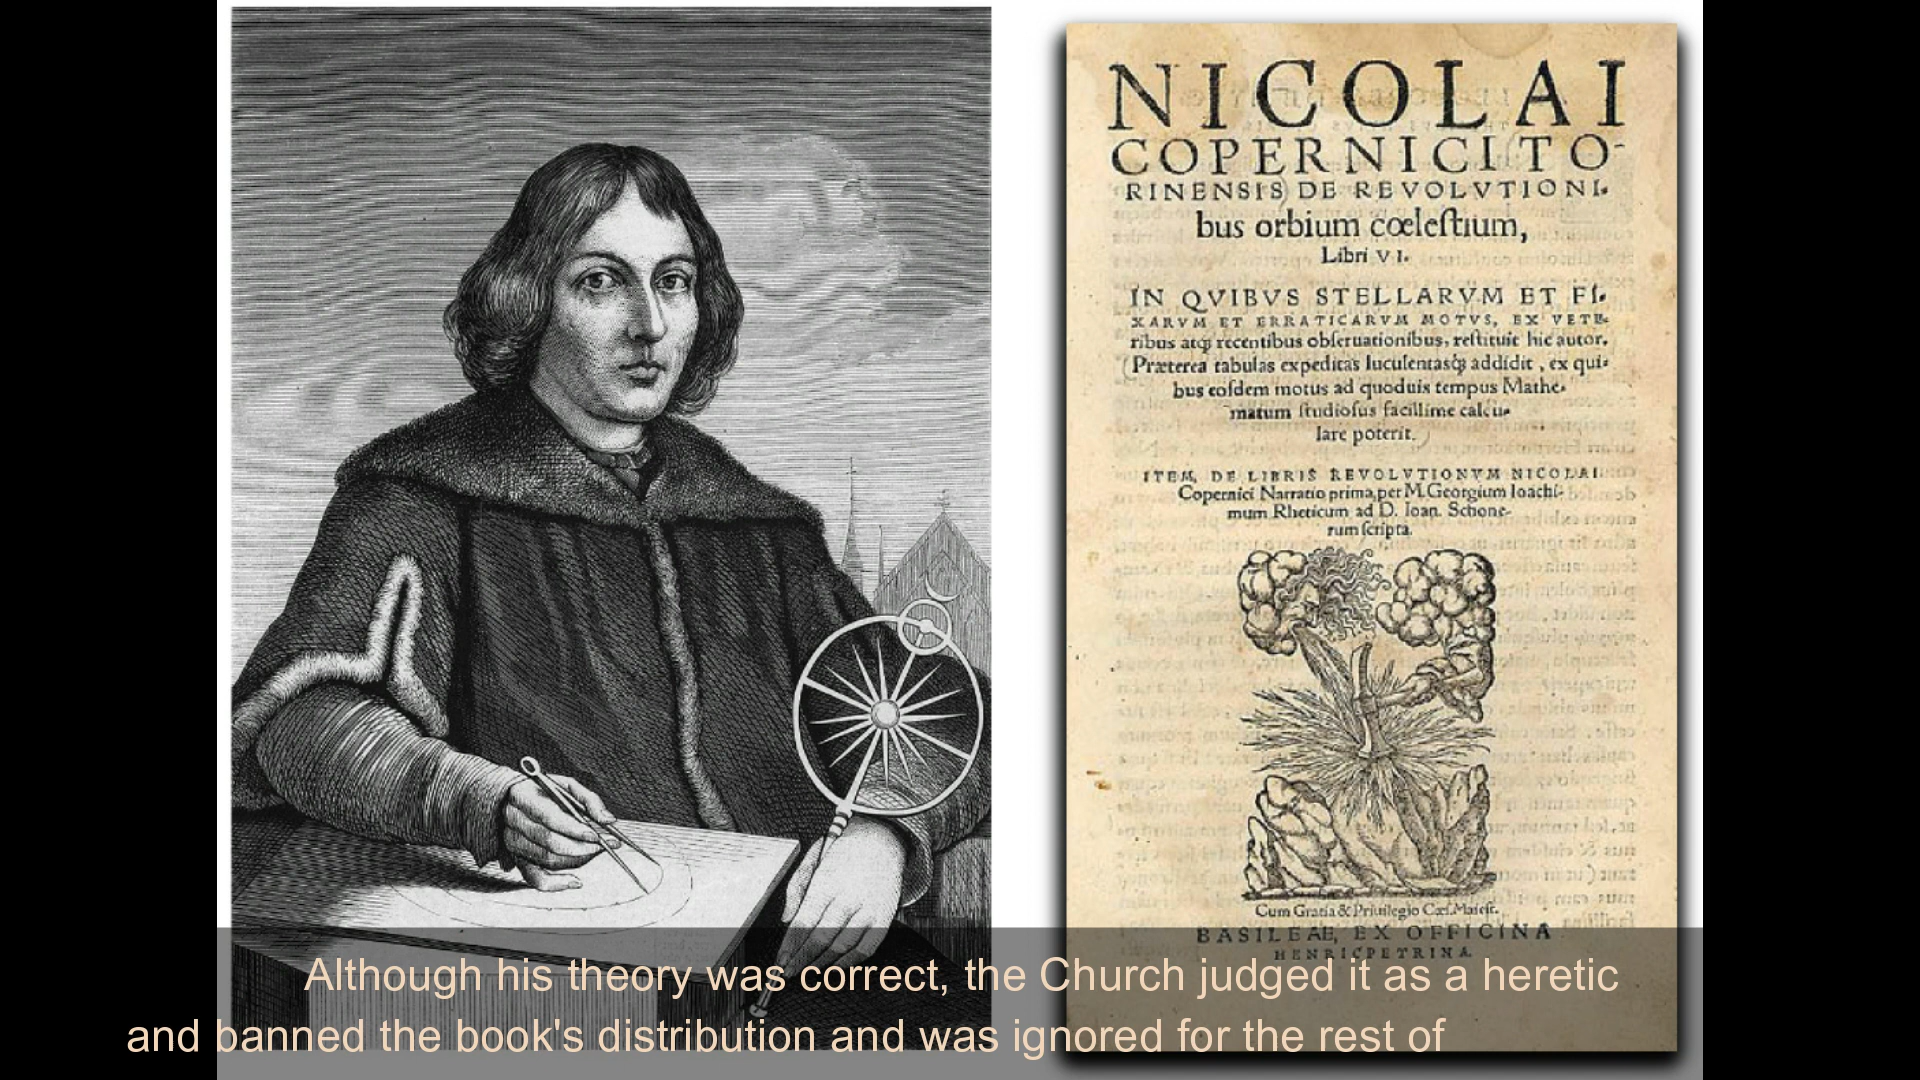 NICOLAI
COPERNICI TO-
RINENSIS DE REVOLVTIONI-
bus orbium cœleſtium,
Libri VI.
IN QVIBVS STELLARVM ET FI-
XARVM ET ERRATICARVM MOTVS, EX VETE-
ribus atq; recentibus obſeruationibus, reſtituit hic autor.
Præterea tabulas expeditas luculentasq; addidit, ex qui-
bus eoſdem motus ad quoduis tempus Mathe-
matum ſtudioſus facillime calcu-
lare poterit.
ITEM, DE LIBRIS REVOLVTIONVM NICOLAI
Copernici Narratio prima, per M. Georgium Ioachi-
mum Rheticum ad D. Ioan. Schone-
rum ſcripta.
Cum Gratia & Priuilegio Cæſ. Maieſt.
BASILEAE, EX OFFICINA
HENRICPETRINA.
Although his theory was correct, the Church judged it as a heretic
and banned the book's distribution and was ignored for the rest of